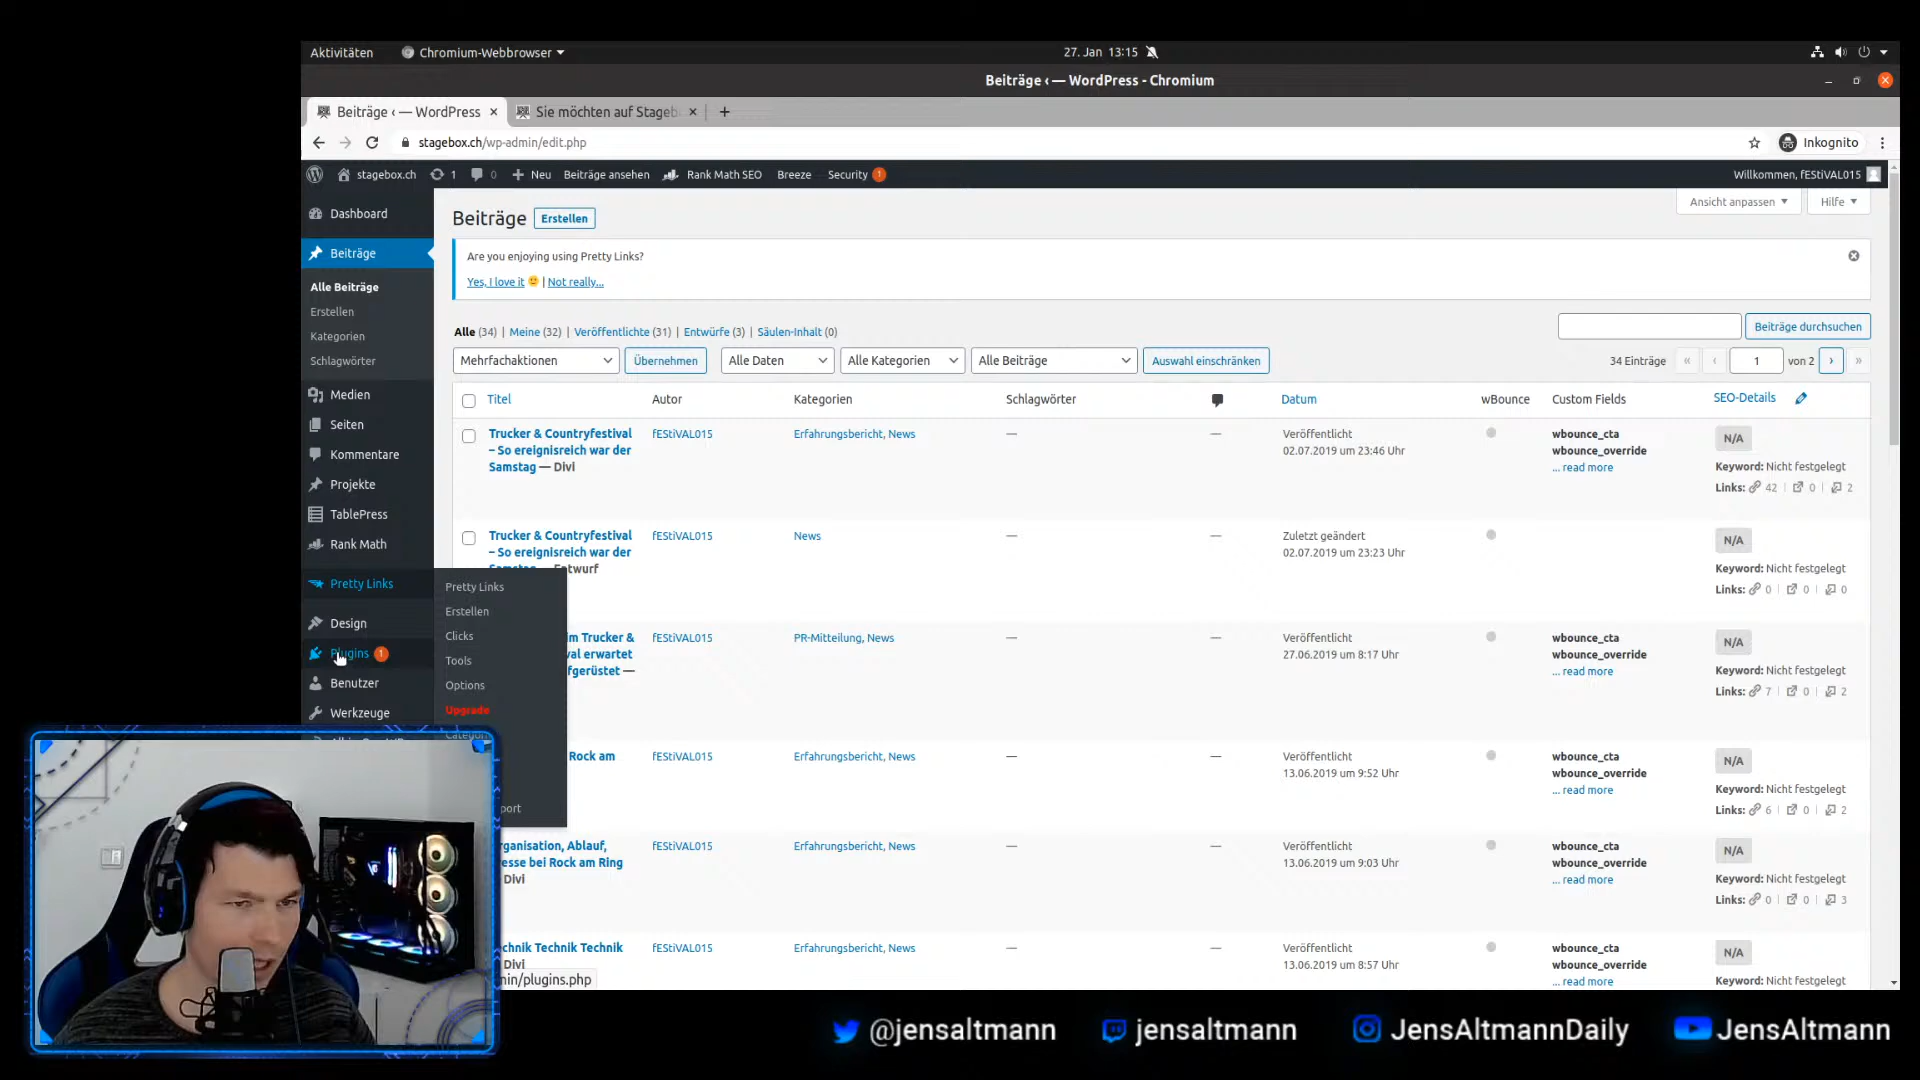 Aktivitäten
Chromium-Webbrowser
27. Jan 13:15
Beiträge ‹ — WordPress - Chromium
Beiträge ‹ — WordPress
Sie möchten auf Stageb
stagebox.ch/wp-admin/edit.php
Inkognito
stagebox.ch
1
0
Neu
Beiträge ansehen
Rank Math SEO
Breeze
Security 1
Willkommen, fEStiVAL015
Dashboard
Beiträge
Alle Beiträge
Erstellen
Kategorien
Schlagwörter
Medien
Seiten
Kommentare
Projekte
TablePress
Rank Math
Pretty Links
Design
Plugins 1
Benutzer
Werkzeuge
Pretty Links
Erstellen
Clicks
Tools
Options
Upgrade
port
Beiträge
Erstellen
Ansicht anpassen
Hilfe
Are you enjoying using Pretty Links?
Yes, I love it 🙂 | Not really...
Alle (34) | Meine (32) | Veröffentlichte (31) | Entwürfe (3) | Säulen-Inhalt (0)
Beiträge durchsuchen
Mehrfachaktionen
Übernehmen
Alle Daten
Alle Kategorien
Alle Beiträge
Auswahl einschränken
34 Einträge « ‹ 1 von 2 › »
Titel
Autor
Kategorien
Schlagwörter
Datum
wBounce
Custom Fields
SEO-Details
Trucker & Countryfestival
– So ereignisreich war der
Samstag — Divi
fEStiVAL015
Erfahrungsbericht, News
—
—
Veröffentlicht
02.07.2019 um 23:46 Uhr
wbounce_cta
wbounce_override
... read more
N/A
Keyword: Nicht festgelegt
Links: 42 | 0 | 2
Trucker & Countryfestival
– So ereignisreich war der
fEStiVAL015
News
—
—
Zuletzt geändert
02.07.2019 um 23:23 Uhr
N/A
Keyword: Nicht festgelegt
Links: 0 | 0 | 0
im Trucker &
val erwartet
fgerüstet —
fEStiVAL015
PR-Mitteilung, News
—
—
Veröffentlicht
27.06.2019 um 8:17 Uhr
wbounce_cta
wbounce_override
... read more
N/A
Keyword: Nicht festgelegt
Links: 7 | 0 | 2
Rock am
fEStiVAL015
Erfahrungsbericht, News
—
—
Veröffentlicht
13.06.2019 um 9:52 Uhr
wbounce_cta
wbounce_override
... read more
N/A
Keyword: Nicht festgelegt
Links: 6 | 0 | 2
rganisation, Ablauf,
esse bei Rock am Ring
Divi
fEStiVAL015
Erfahrungsbericht, News
—
—
Veröffentlicht
13.06.2019 um 9:03 Uhr
wbounce_cta
wbounce_override
... read more
N/A
Keyword: Nicht festgelegt
Links: 0 | 0 | 3
echnik Technik Technik
Divi
fEStiVAL015
Erfahrungsbericht, News
—
—
Veröffentlicht
13.06.2019 um 8:57 Uhr
wbounce_cta
wbounce_override
... read more
N/A
Keyword: Nicht festgelegt
min/plugins.php
@jensaltmann
jensaltmann
JensAltmannDaily
JensAltmann